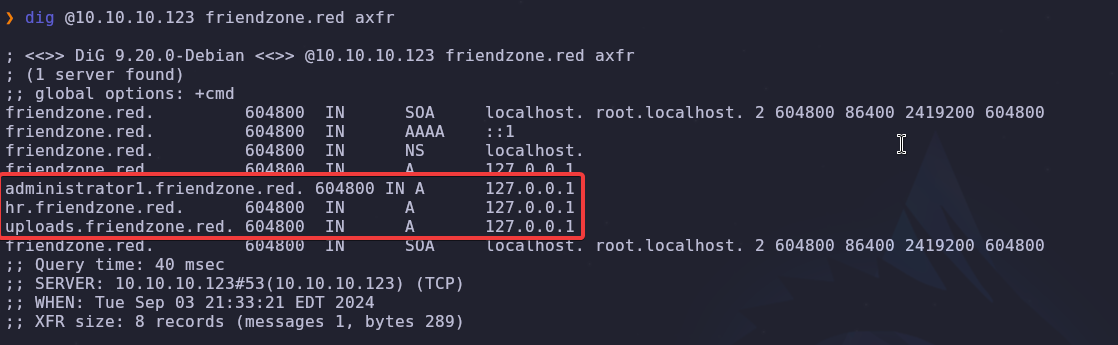 ❯ dig @10.10.10.123 friendzone.red axfr
; <<>> DiG 9.20.0-Debian <<>> @10.10.10.123 friendzone.red axfr
; (1 server found)
;; global options: +cmd
friendzone.red. 604800 IN SOA localhost. root.localhost. 2 604800 86400 2419200 604800
friendzone.red. 604800 IN AAAA ::1
friendzone.red. 604800 IN NS localhost.
friendzone.red. 604800 IN A 127.0.0.1
administrator1.friendzone.red. 604800 IN A 127.0.0.1
hr.friendzone.red. 604800 IN A 127.0.0.1
uploads.friendzone.red. 604800 IN A 127.0.0.1
friendzone.red. 604800 IN SOA localhost. root.localhost. 2 604800 86400 2419200 604800
;; Query time: 40 msec
;; SERVER: 10.10.10.123#53(10.10.10.123) (TCP)
;; WHEN: Tue Sep 03 21:33:21 EDT 2024
;; XFR size: 8 records (messages 1, bytes 289)